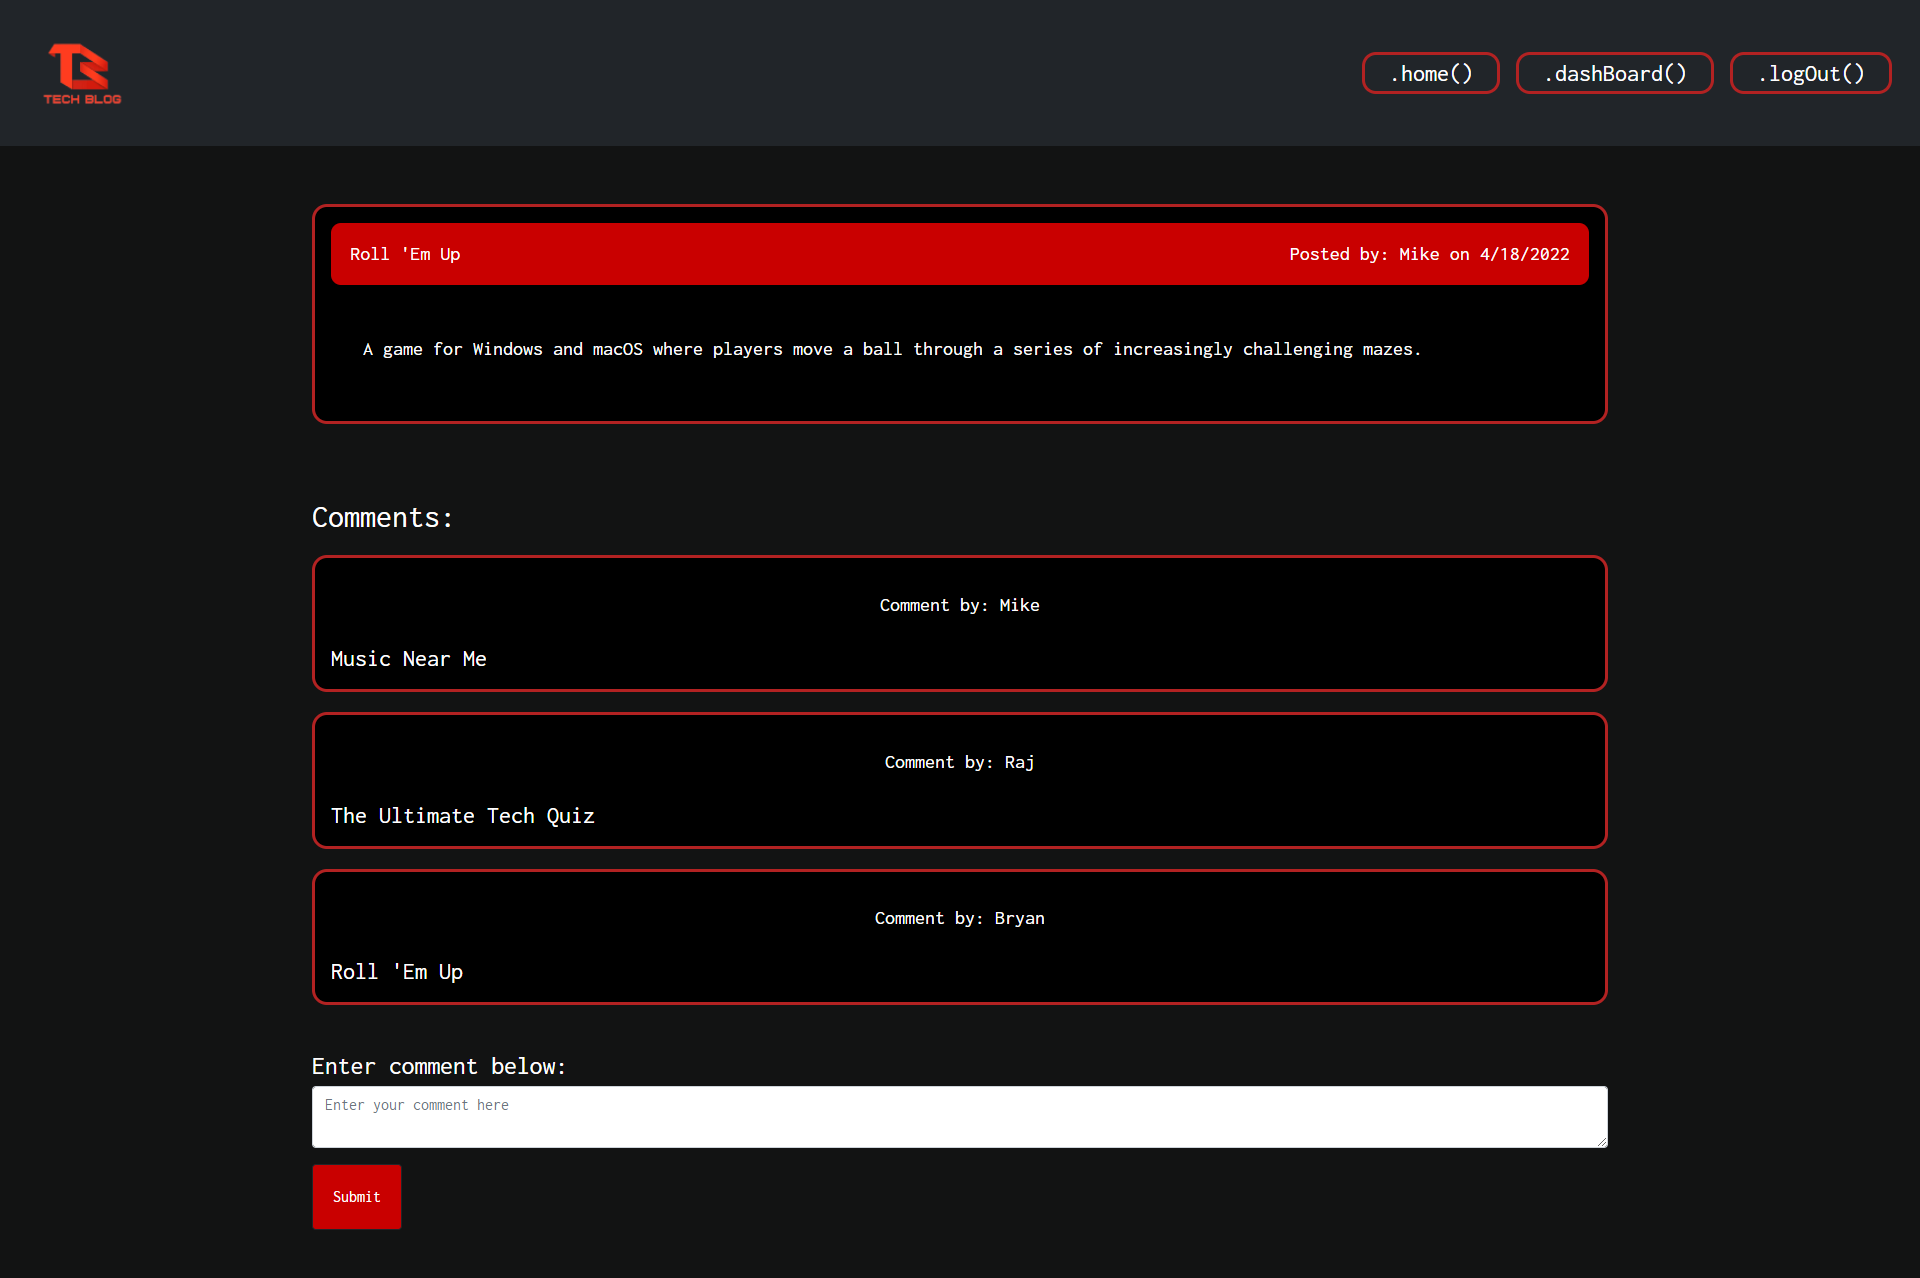 TECH BLOG
.home()
.dashBoard()
.logOut()
Roll 'Em Up
Posted by: Mike on 4/18/2022
A game for Windows and macOS where players move a ball through a series of increasingly challenging mazes.
Comments:
Comment by: Mike
Music Near Me
Comment by: Raj
The Ultimate Tech Quiz
Comment by: Bryan
Roll 'Em Up
Enter comment below:
Enter your comment here
Submit